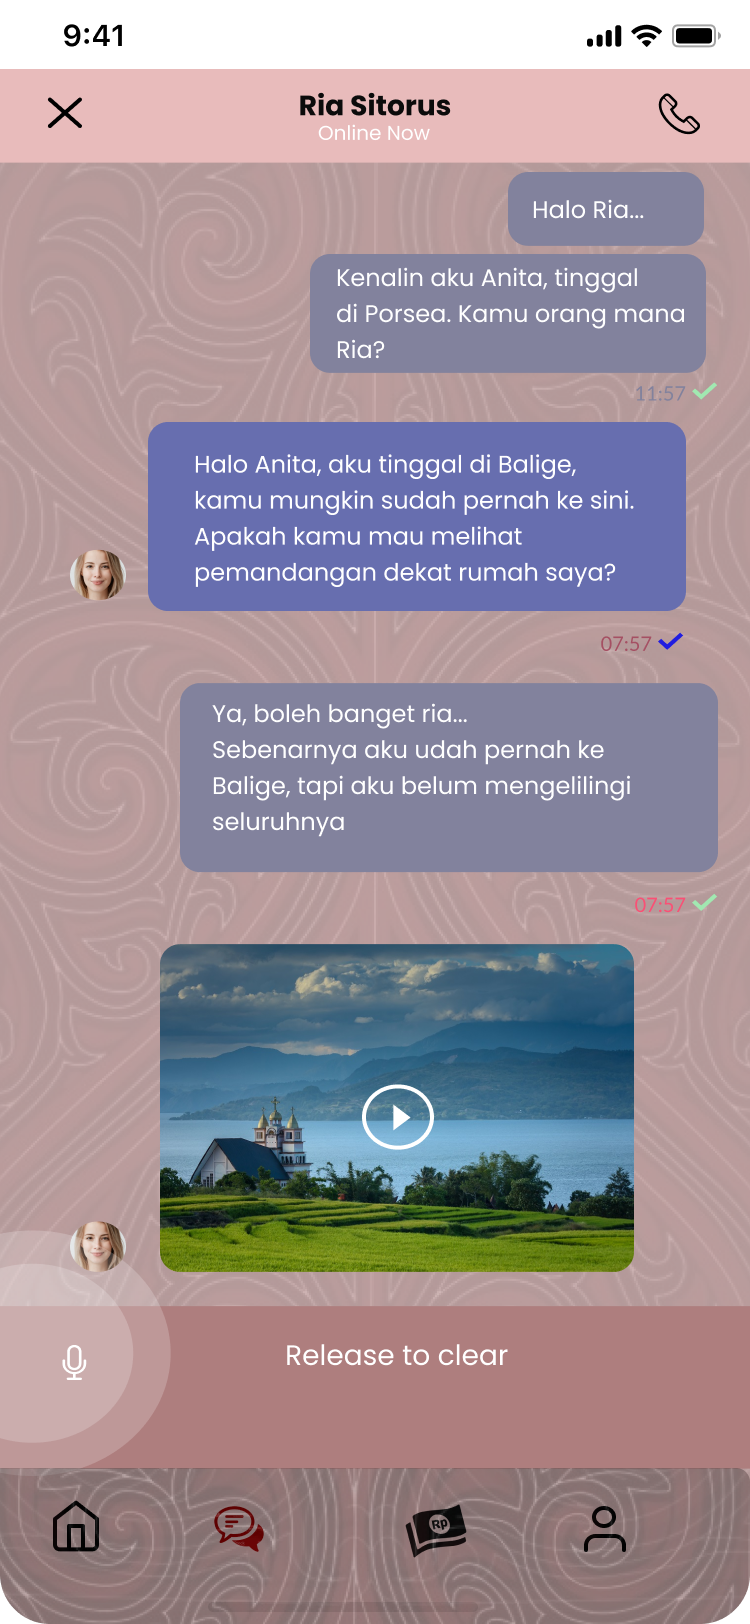 9:41
Ria Sitorus
Online Now
Halo Ria...
Kenalin aku Anita, tinggal
di Porsea. Kamu orang mana
Ria?
11:57
Halo Anita, aku tinggal di Balige,
kamu mungkin sudah pernah ke sini.
Apakah kamu mau melihat
pemandangan dekat rumah saya?
07:57
Ya, boleh banget ria...
Sebenarnya aku udah pernah ke
Balige, tapi aku belum mengelilingi
seluruhnya
07:57
Release to clear
Rp